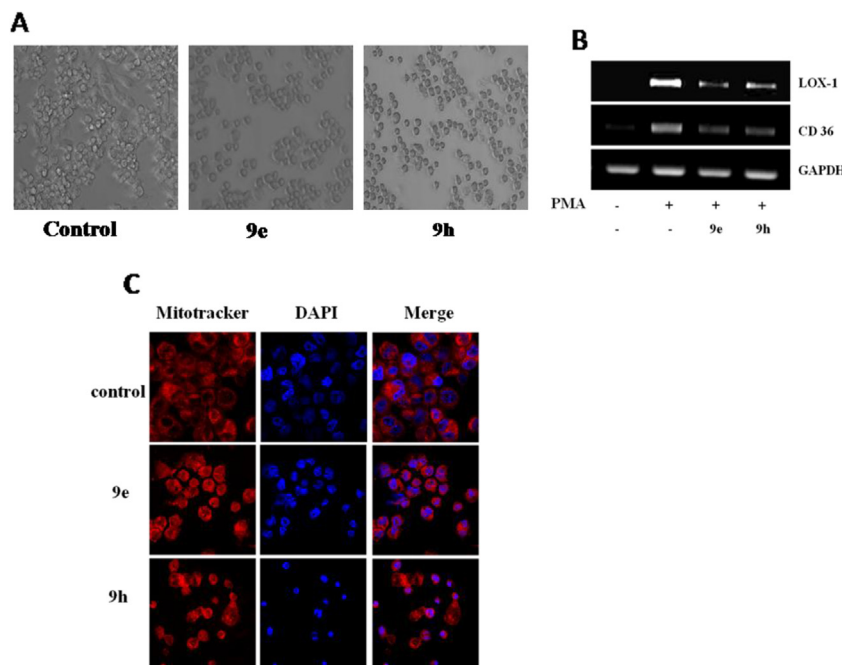 A
Control 9e 9h
B
LOX-1
CD 36
GAPDH
PMA - + + +
- - 9e 9h
C
Mitotracker DAPI Merge
control
9e
9h